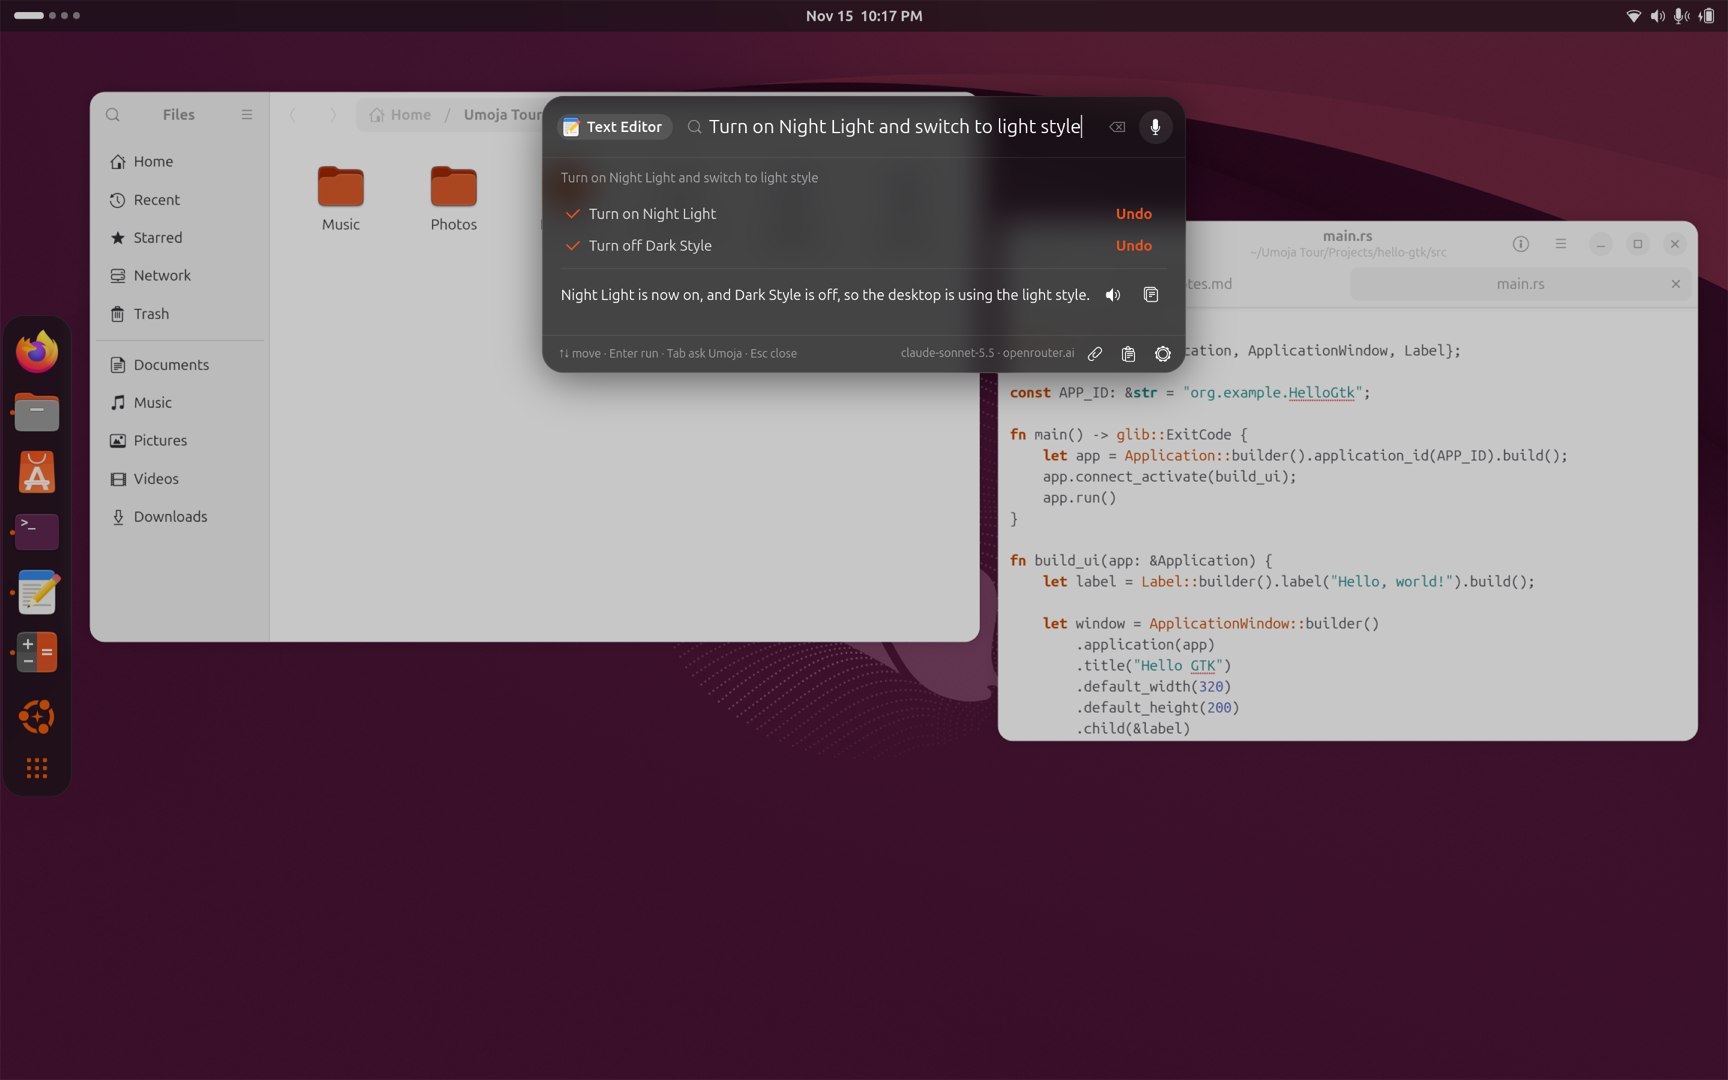 Nov 15 10:17 PM
Files
Home / Umoja Tour
Home
Recent
Starred
Network
Trash
Documents
Music
Pictures
Videos
Downloads
Music
Photos
Text Editor
Turn on Night Light and switch to light style
Turn on Night Light and switch to light style
Turn on Night Light
Undo
Turn off Dark Style
Undo
Night Light is now on, and Dark Style is off, so the desktop is using the light style.
↑↓ move · Enter run · Tab ask Umoja · Esc close
claude-sonnet-5.5 · openrouter.ai
main.rs
~/Umoja Tour/Projects/hello-gtk/src
tes.md
main.rs
cation, ApplicationWindow, Label};
const APP_ID: &str = "org.example.HelloGtk";
fn main() -> glib::ExitCode {
let app = Application::builder().application_id(APP_ID).build();
app.connect_activate(build_ui);
app.run()
}
fn build_ui(app: &Application) {
let label = Label::builder().label("Hello, world!").build();
let window = ApplicationWindow::builder()
.application(app)
.title("Hello GTK")
.default_width(320)
.default_height(200)
.child(&label)